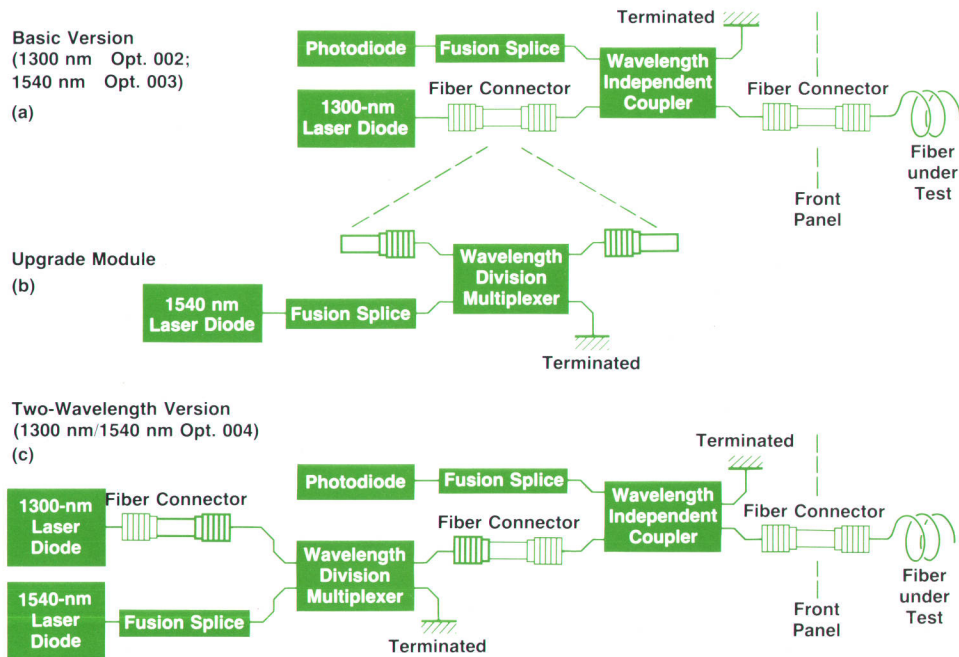 Basic Version
(1300 nm Opt. 002;
1540 nm Opt. 003)
(a)
Photodiode
Fusion Splice
Terminated
Wavelength
Independent
Coupler
1300-nm
Laser Diode
Fiber Connector
Fiber Connector
Fiber
under
Test
Front
Panel
Upgrade Module
(b)
1540 nm
Laser Diode
Fusion Splice
Wavelength
Division
Multiplexer
Terminated
Two-Wavelength Version
(1300 nm/1540 nm Opt. 004)
(c)
1300-nm
Laser
Diode
Fiber Connector
Photodiode
Fusion Splice
Terminated
Wavelength
Independent
Coupler
Fiber Connector
Fiber Connector
Wavelength
Division
Multiplexer
1540-nm
Laser
Diode
Fusion Splice
Terminated
Front
Panel
Fiber
under
Test